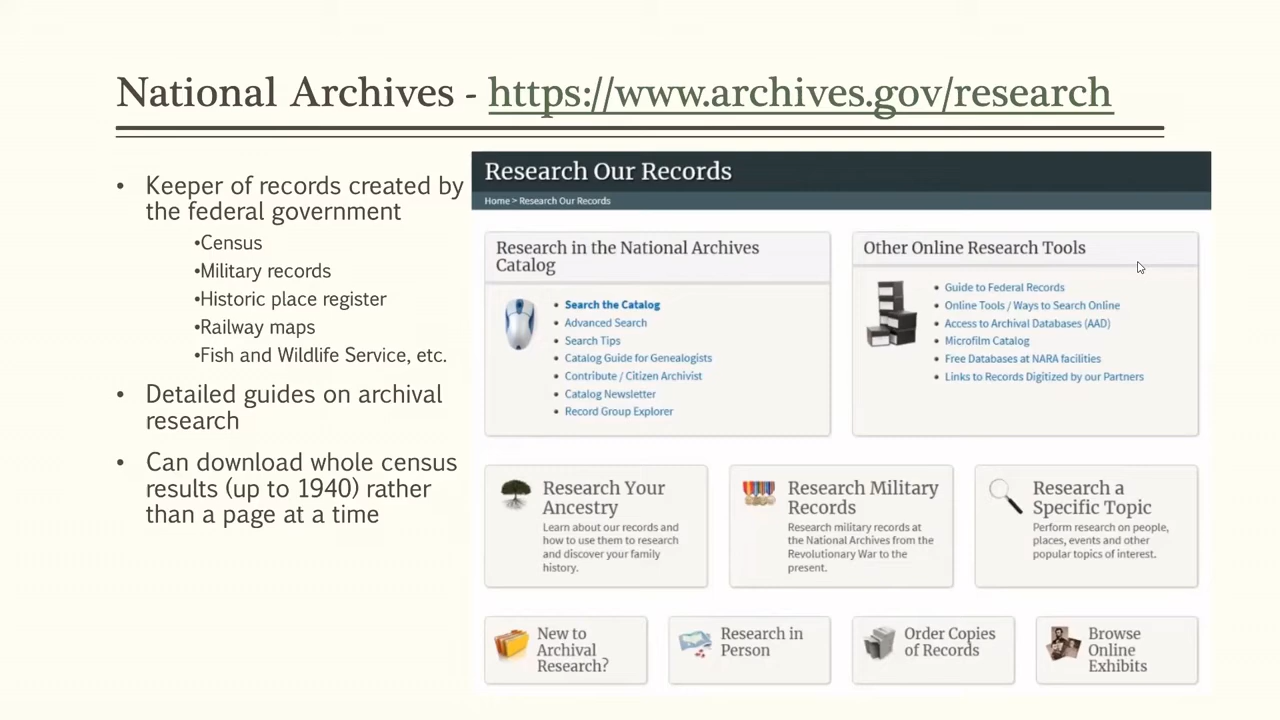 National Archives - https://www.archives.gov/research
• Keeper of records created by
the federal government
•Census
•Military records
•Historic place register
•Railway maps
•Fish and Wildlife Service, etc.
• Detailed guides on archival
research
• Can download whole census
results (up to 1940) rather
than a page at a time
Research Our Records
Home > Research Our Records
Research in the National Archives
Catalog
• Search the Catalog
• Advanced Search
• Search Tips
• Catalog Guide for Genealogists
• Contribute / Citizen Archivist
• Catalog Newsletter
• Record Group Explorer
Other Online Research Tools
• Guide to Federal Records
• Online Tools / Ways to Search Online
• Access to Archival Databases (AAD)
• Microfilm Catalog
• Free Databases at NARA facilities
• Links to Records Digitized by our Partners
Research Your
Ancestry
Learn about our records and
how to use them to research
and discover your family
history.
Research Military
Records
Research military records at
the National Archives from the
Revolutionary War to the
present.
Research a
Specific Topic
Perform research on people,
places, events and other
popular topics of interest.
New to
Archival
Research?
Research in
Person
Order Copies
of Records
Browse
Online
Exhibits